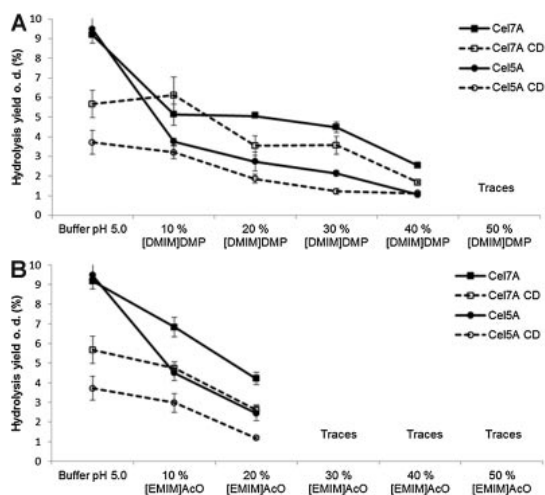 A
Hydrolysis yield o. d. (%)
10
9
8
7
6
5
4
3
2
1
0
Cel7A
Cel7A CD
Cel5A
Cel5A CD
Traces
Buffer pH 5.0 10 % 20 % 30 % 40 % 50 %
[DMIM]DMP [DMIM]DMP [DMIM]DMP [DMIM]DMP [DMIM]DMP
B
Hydrolysis yield o. d. (%)
10
9
8
7
6
5
4
3
2
1
0
Cel7A
Cel7A CD
Cel5A
Cel5A CD
Traces Traces Traces
Buffer pH 5.0 10 % 20 % 30 % 40 % 50 %
[EMIM]AcO [EMIM]AcO [EMIM]AcO [EMIM]AcO [EMIM]AcO